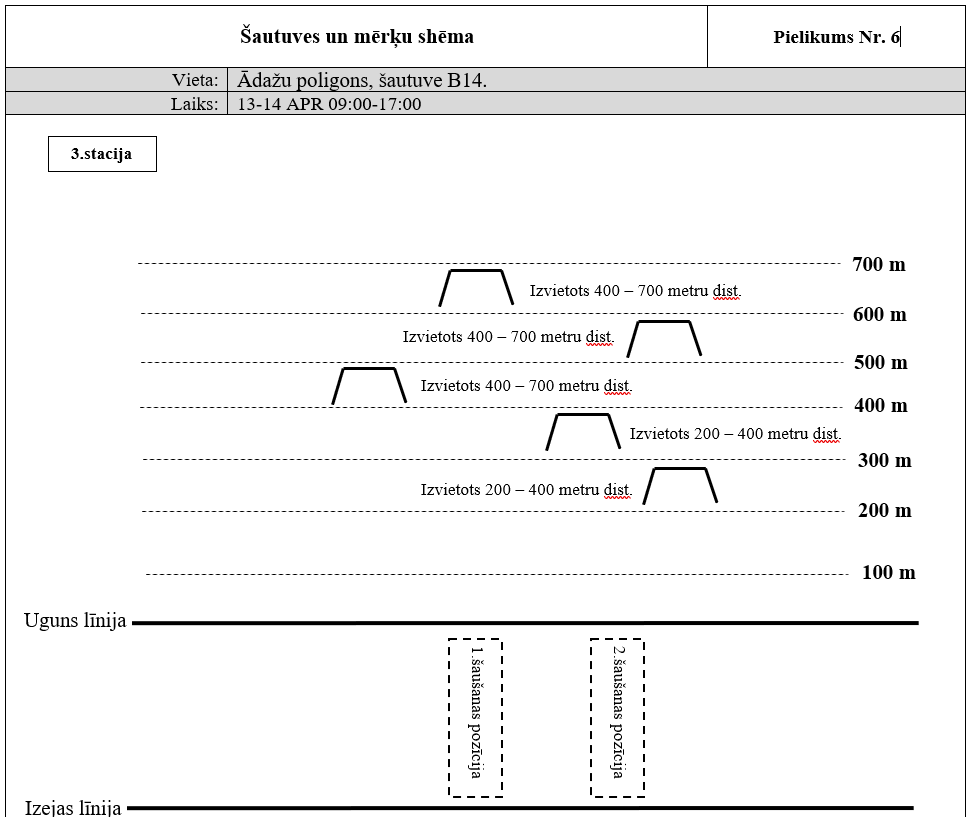 Šautuves un mērķu shēma
Pielikums Nr. 6
Vieta: Ādažu poligons, šautuve B14.
Laiks: 13-14 APR 09:00-17:00
3.stacija
700 m
Izvietots 400 – 700 metru dist.
600 m
Izvietots 400 – 700 metru dist.
500 m
Izvietots 400 – 700 metru dist.
400 m
Izvietots 200 – 400 metru dist.
300 m
Izvietots 200 – 400 metru dist.
200 m
100 m
Uguns līnija
1.šaušanas pozīcija
2.šaušanas pozīcija
Izejas līnija